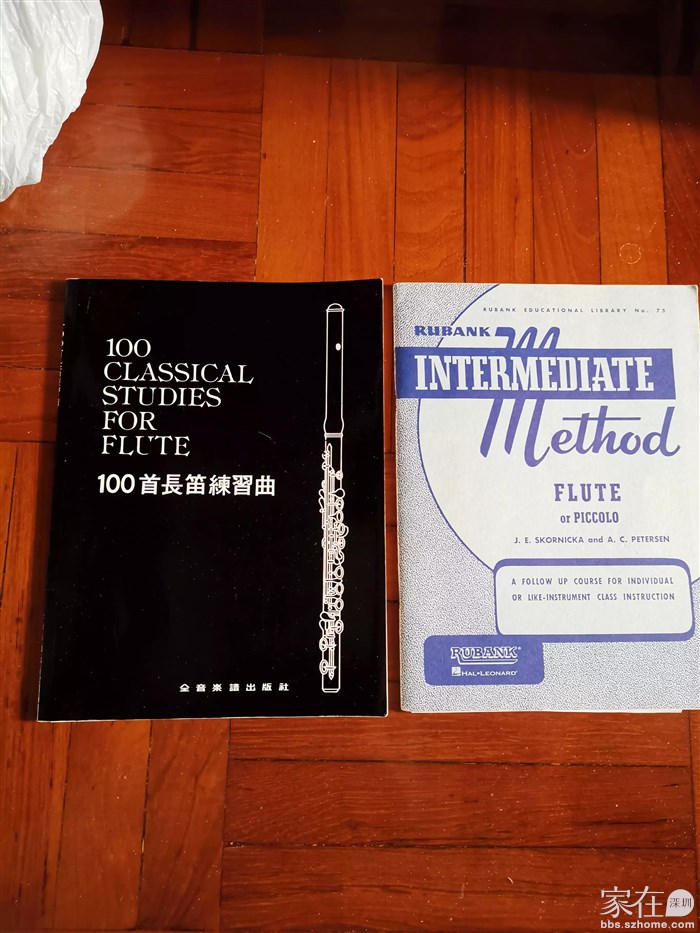 100
CLASSICAL
STUDIES
FOR
FLUTE
100首長笛練習曲
全音楽譜出版社
RUBANK EDUCATIONAL LIBRARY No. 75
RUBANK
INTERMEDIATE
Method
FLUTE
or PICCOLO
J. E. SKORNICKA and A. C. PETERSEN
A FOLLOW UP COURSE FOR INDIVIDUAL
OR LIKE-INSTRUMENT CLASS INSTRUCTION
RUBANK®
HAL•LEONARD®
家在深圳
bbs.szhome.com